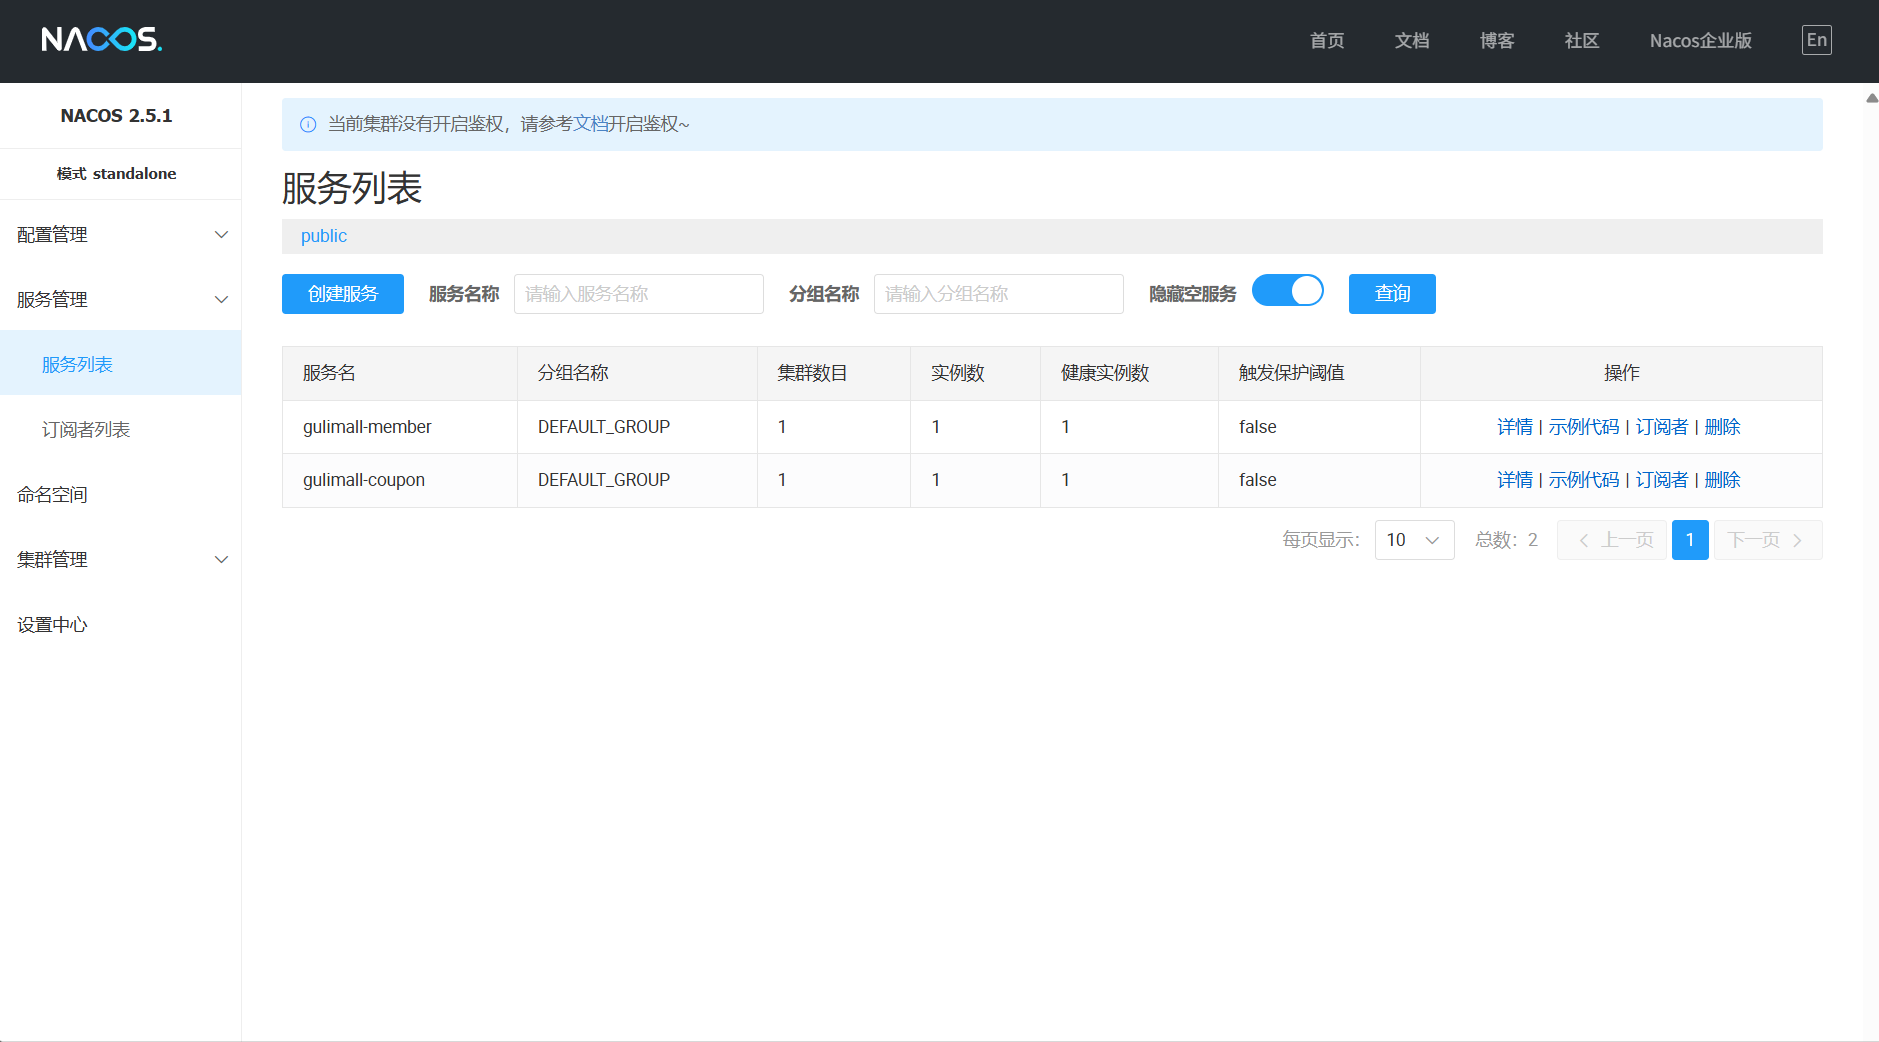 NACOS.
首页 文档 博客 社区 Nacos企业版 En
NACOS 2.5.1
模式 standalone
配置管理
服务管理
服务列表
订阅者列表
命名空间
集群管理
设置中心
当前集群没有开启鉴权，请参考文档开启鉴权~
服务列表
public
创建服务 服务名称 请输入服务名称 分组名称 请输入分组名称 隐藏空服务 查询
服务名 分组名称 集群数目 实例数 健康实例数 触发保护阈值 操作
gulimall-member DEFAULT_GROUP 1 1 1 false 详情 | 示例代码 | 订阅者 | 删除
gulimall-coupon DEFAULT_GROUP 1 1 1 false 详情 | 示例代码 | 订阅者 | 删除
每页显示： 10 总数：2 上一页 1 下一页